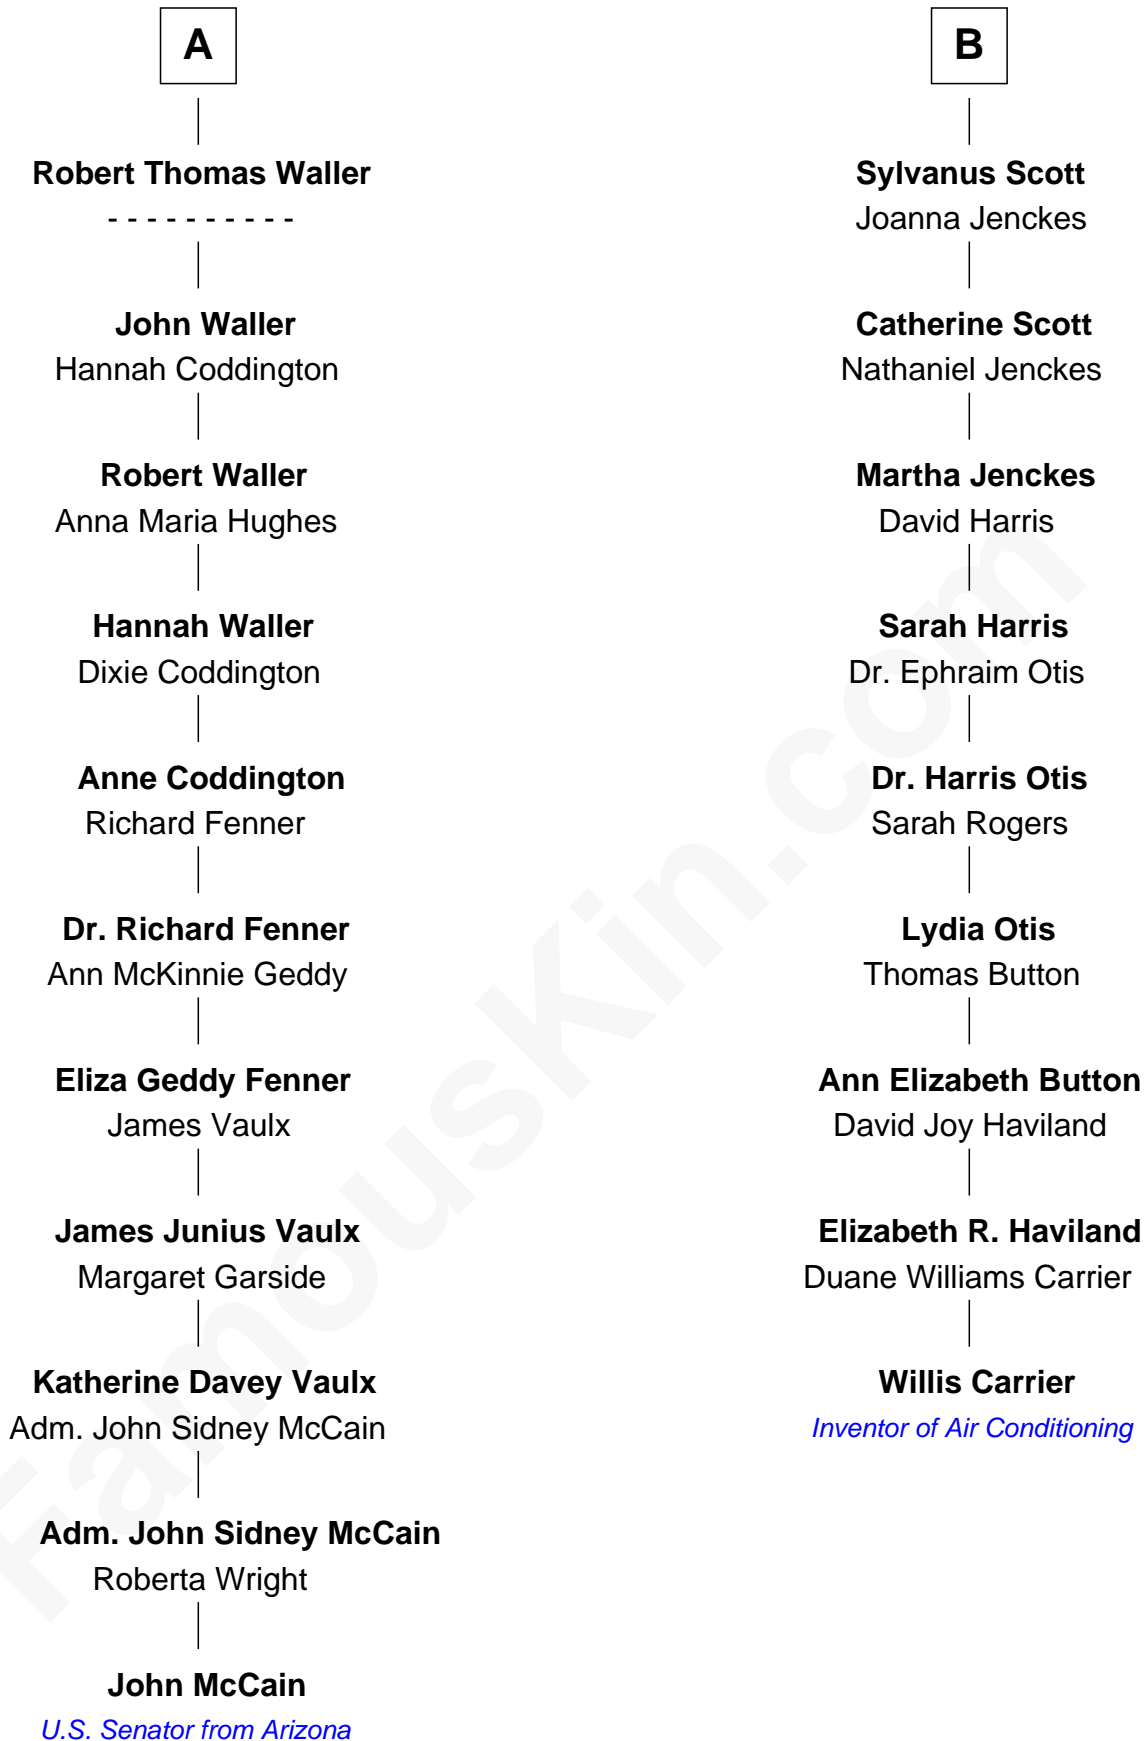 A
Robert Thomas Waller
- - - - - - - - - -
John Waller
Hannah Coddington
Robert Waller
Anna Maria Hughes
Hannah Waller
Dixie Coddington
Anne Coddington
Richard Fenner
Dr. Richard Fenner
Ann McKinnie Geddy
Eliza Geddy Fenner
James Vaulx
James Junius Vaulx
Margaret Garside
Katherine Davey Vaulx
Adm. John Sidney McCain
Adm. John Sidney McCain
Roberta Wright
John McCain
U.S. Senator from Arizona
B
Sylvanus Scott
Joanna Jenckes
Catherine Scott
Nathaniel Jenckes
Martha Jenckes
David Harris
Sarah Harris
Dr. Ephraim Otis
Dr. Harris Otis
Sarah Rogers
Lydia Otis
Thomas Button
Ann Elizabeth Button
David Joy Haviland
Elizabeth R. Haviland
Duane Williams Carrier
Willis Carrier
Inventor of Air Conditioning
FamousKin.com